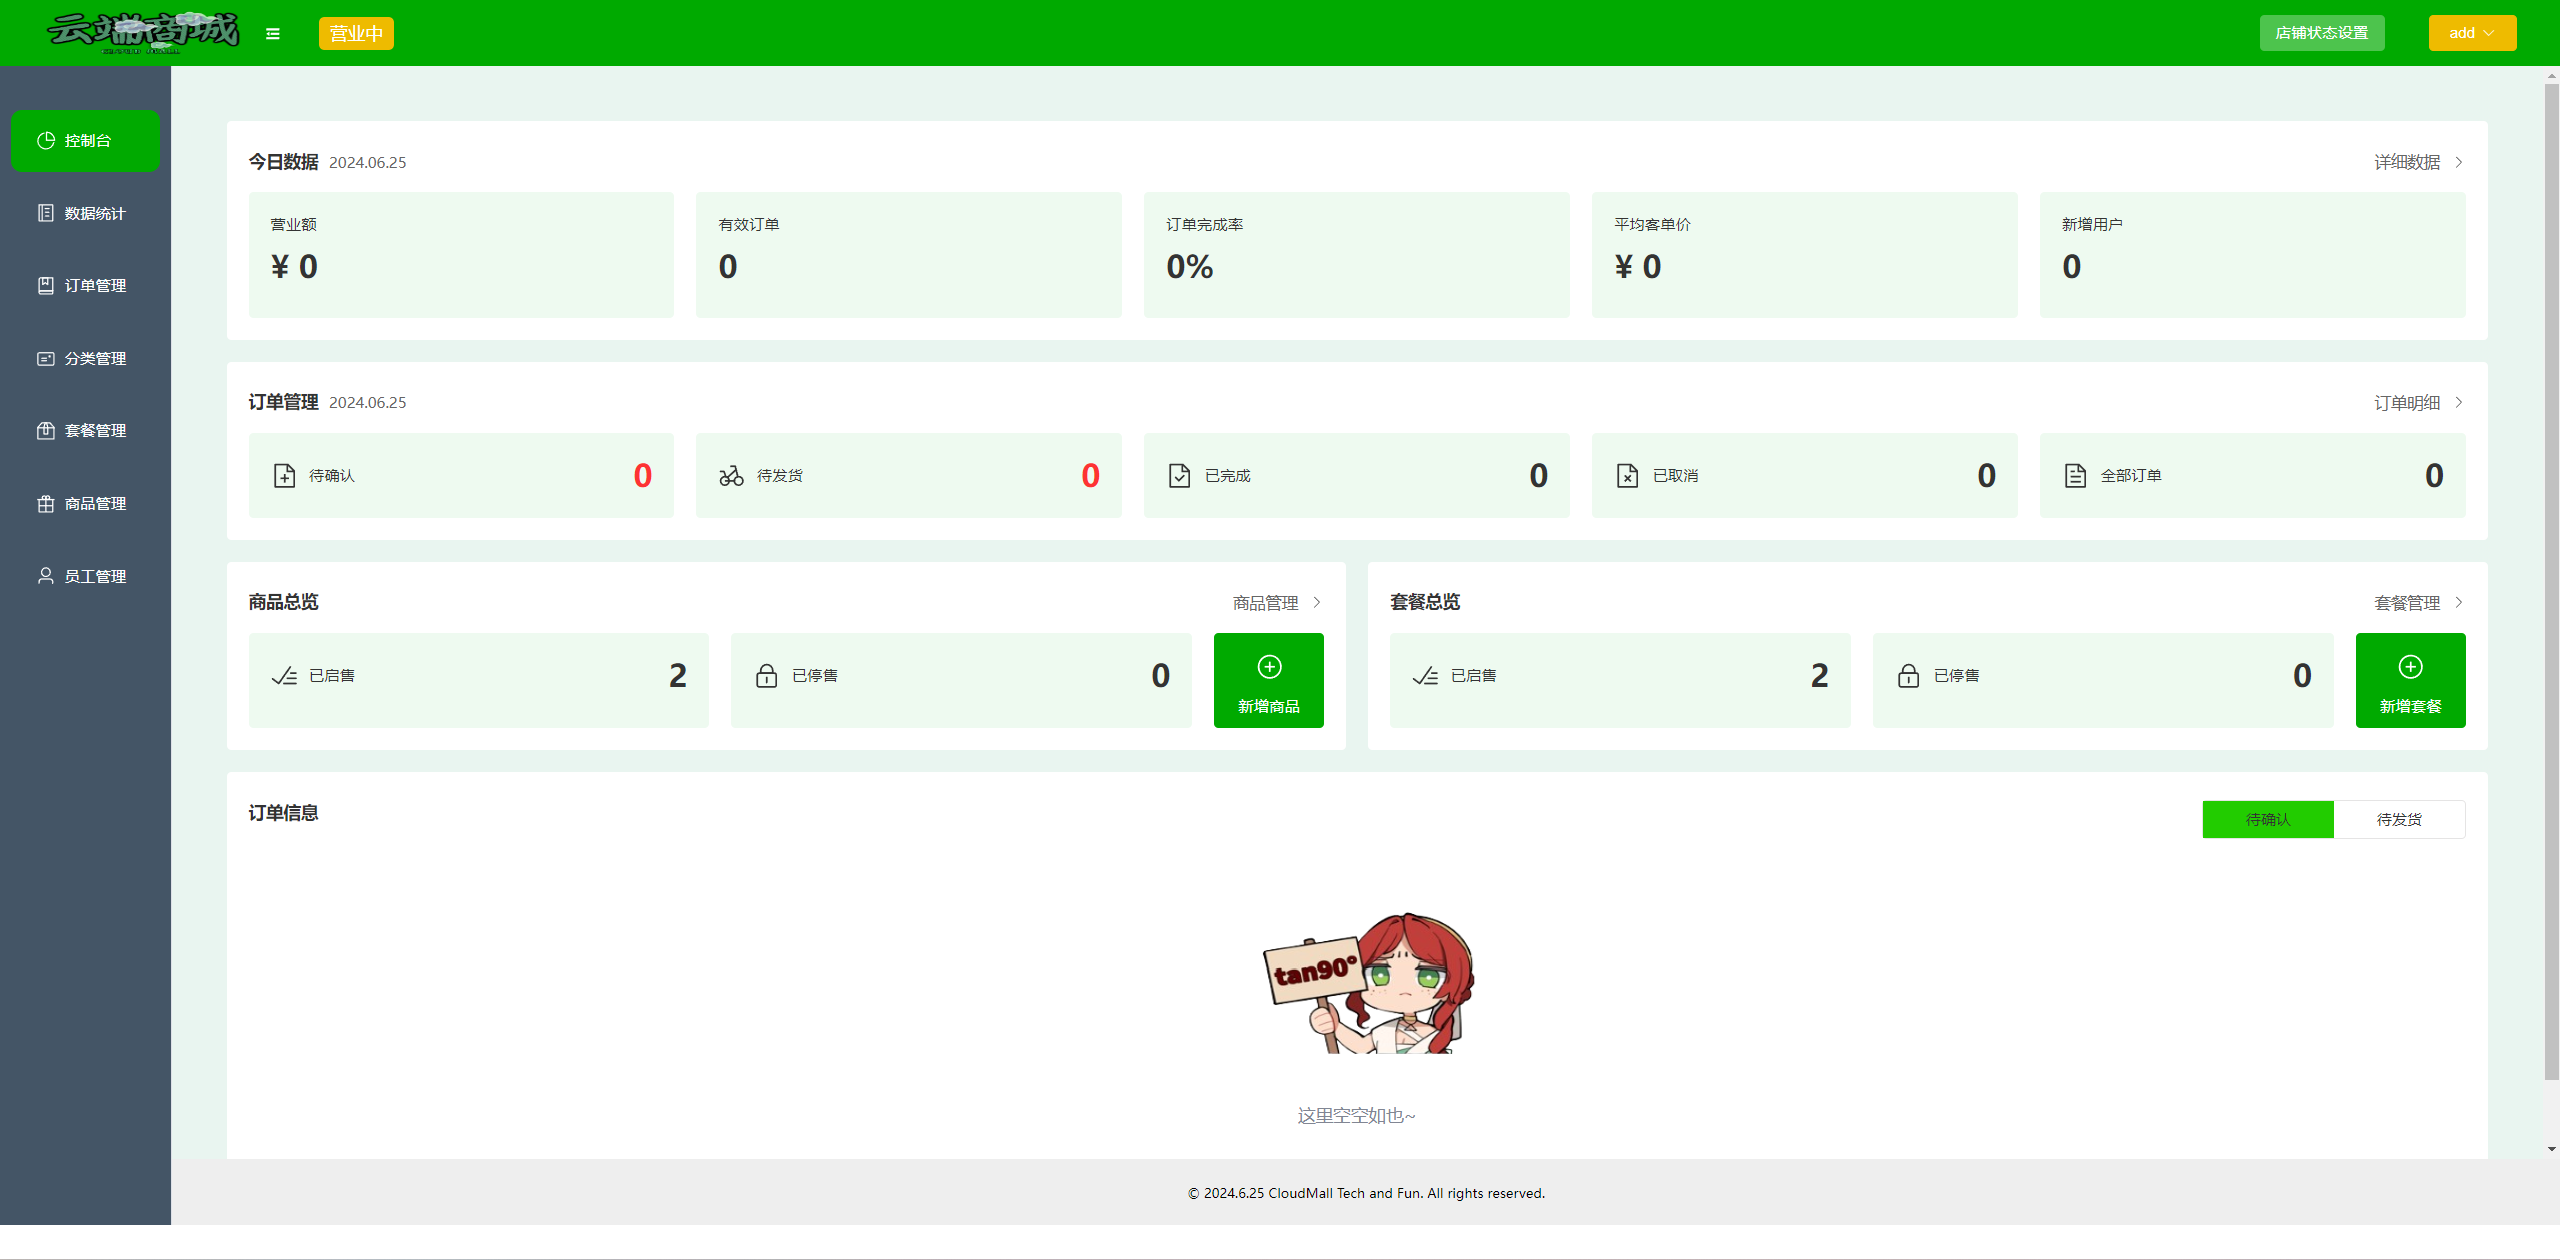 云端商城
营业中
店铺状态设置
add
控制台
数据统计
订单管理
分类管理
套餐管理
商品管理
员工管理
今日数据 2024.06.25
详细数据
营业额
¥ 0
有效订单
0
订单完成率
0%
平均客单价
¥ 0
新增用户
0
订单管理 2024.06.25
订单明细
待确认 0
待发货 0
已完成 0
已取消 0
全部订单 0
商品总览
商品管理
已启售 2
已停售 0
新增商品
套餐总览
套餐管理
已启售 2
已停售 0
新增套餐
订单信息
待确认
待发货
tan90°
这里空空如也~
© 2024.6.25 CloudMall Tech and Fun. All rights reserved.